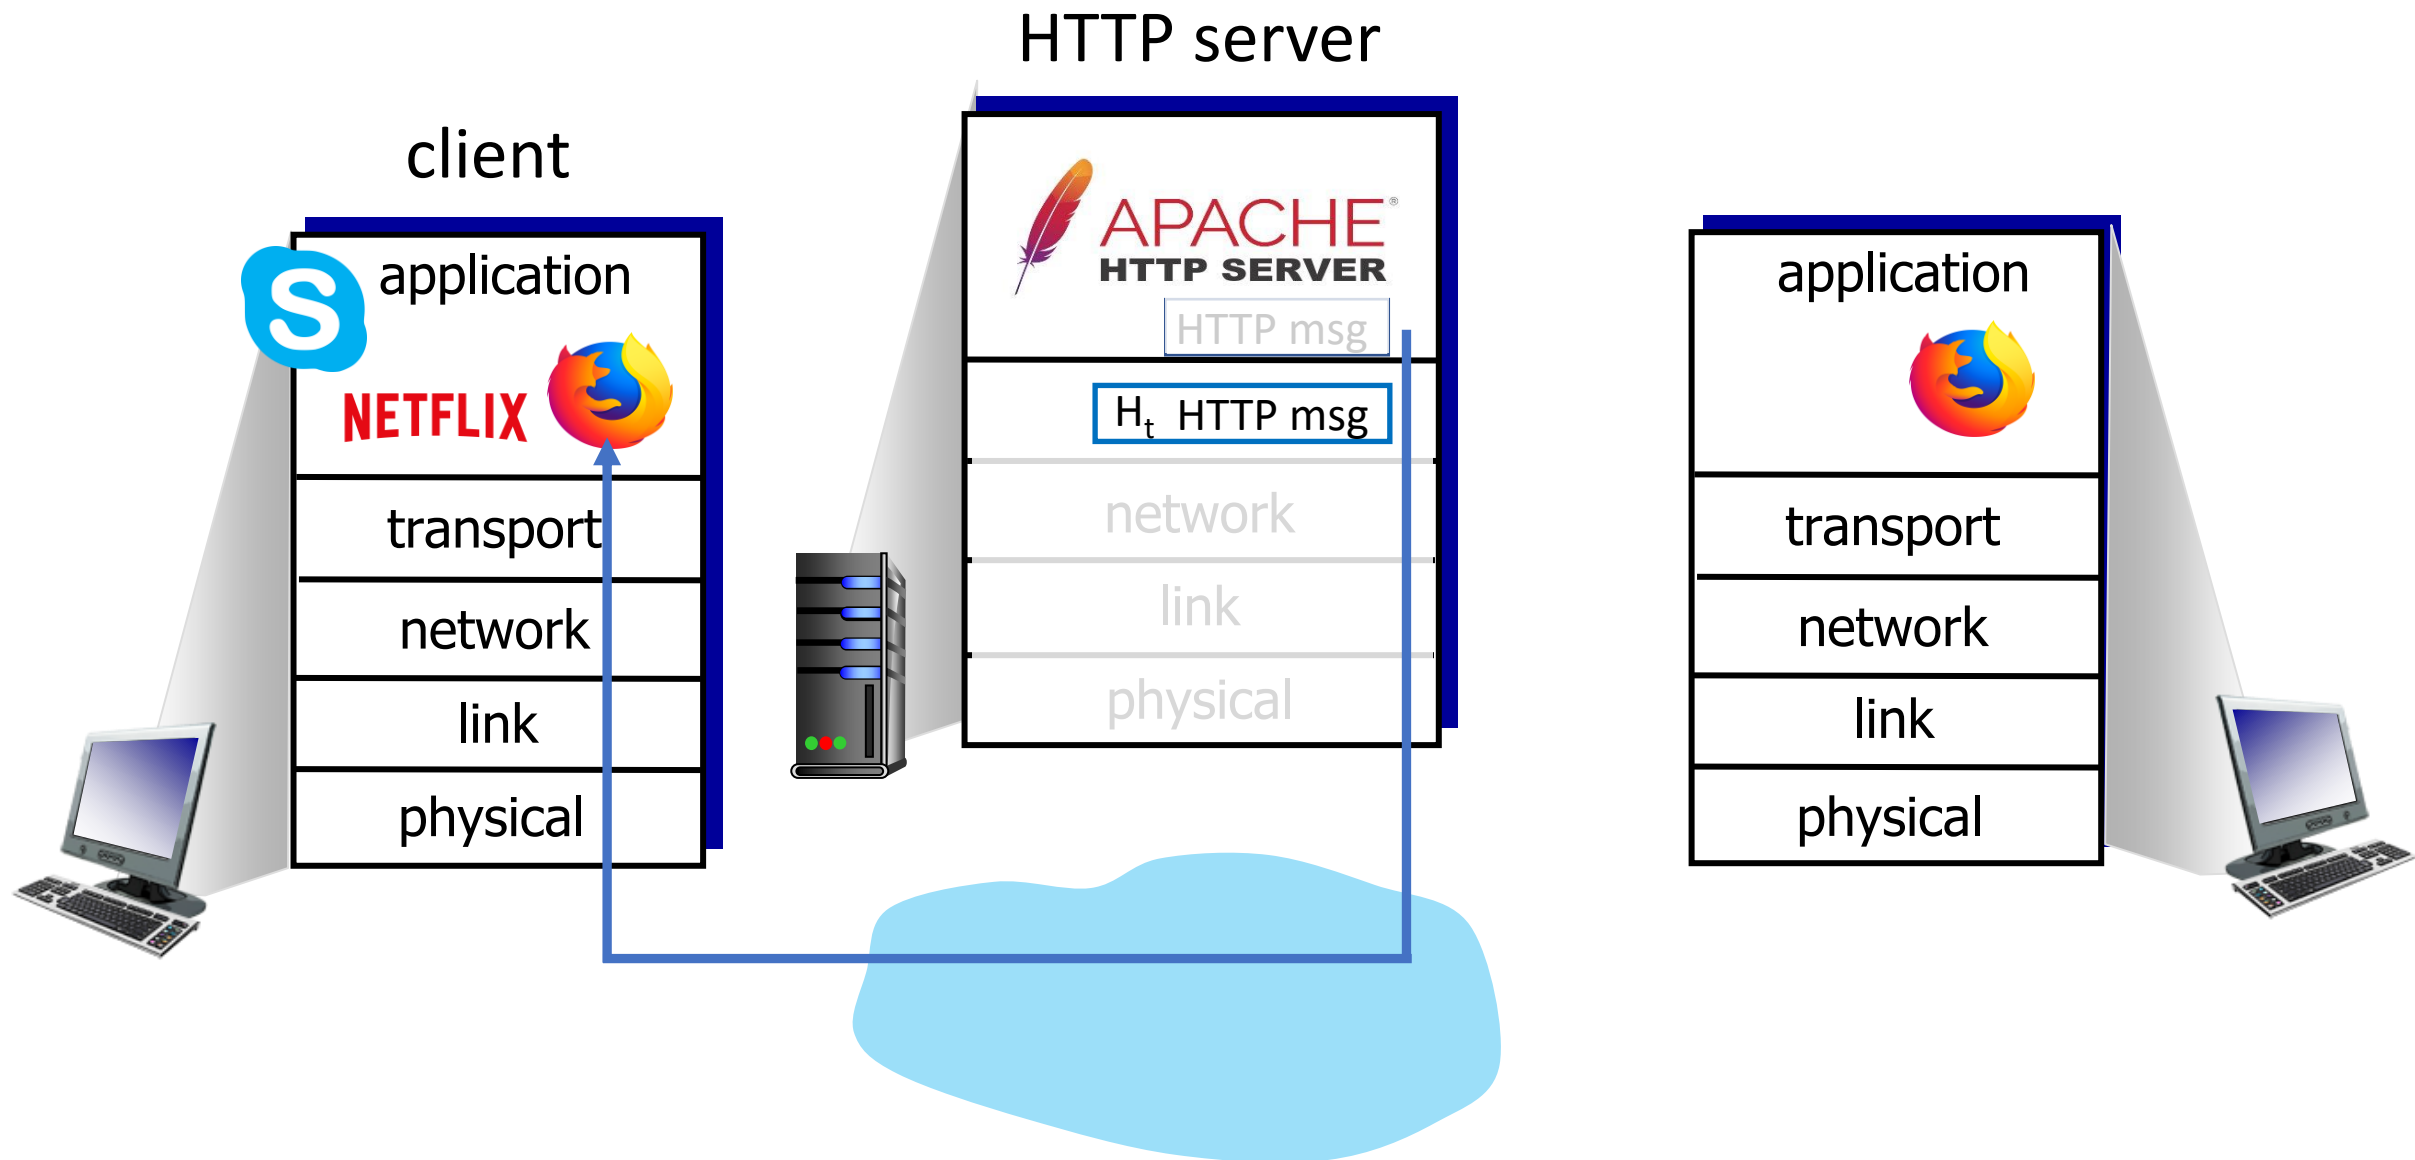 HTTP server
client
APACHE®
HTTP SERVER
HTTP msg
Ht HTTP msg
network
link
physical
S
application
NETFLIX
transport
network
link
physical
application
transport
network
link
physical